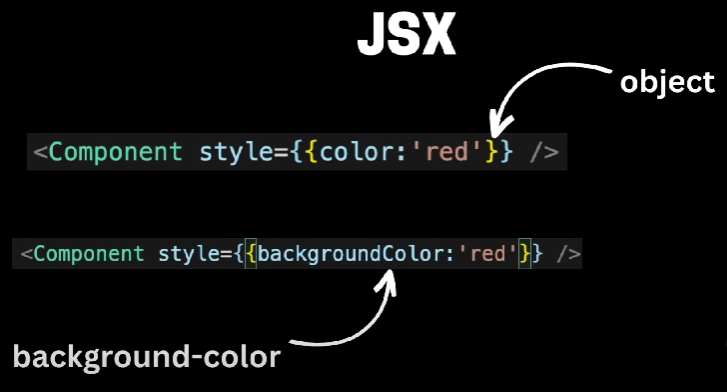 JSX
object
<Component style={{color:'red'}} />
<Component style={{backgroundColor:'red'}} />
background-color